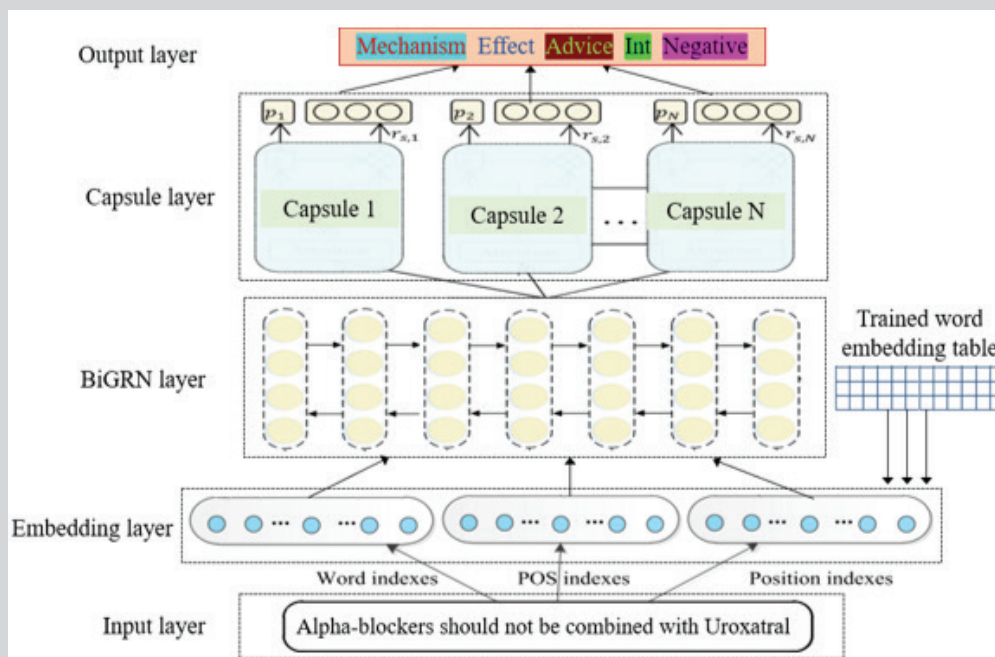 Output layer
Mechanism Effect Advice Int Negative
p1
rs,1
p2
rs,2
pN
rs,N
Capsule layer
Capsule 1
Capsule 2
...
Capsule N
BiGRN layer
Trained word
embedding table
Embedding layer
... ...
... ...
... ...
Word indexes
POS indexes
Position indexes
Input layer
Alpha-blockers should not be combined with Uroxatral